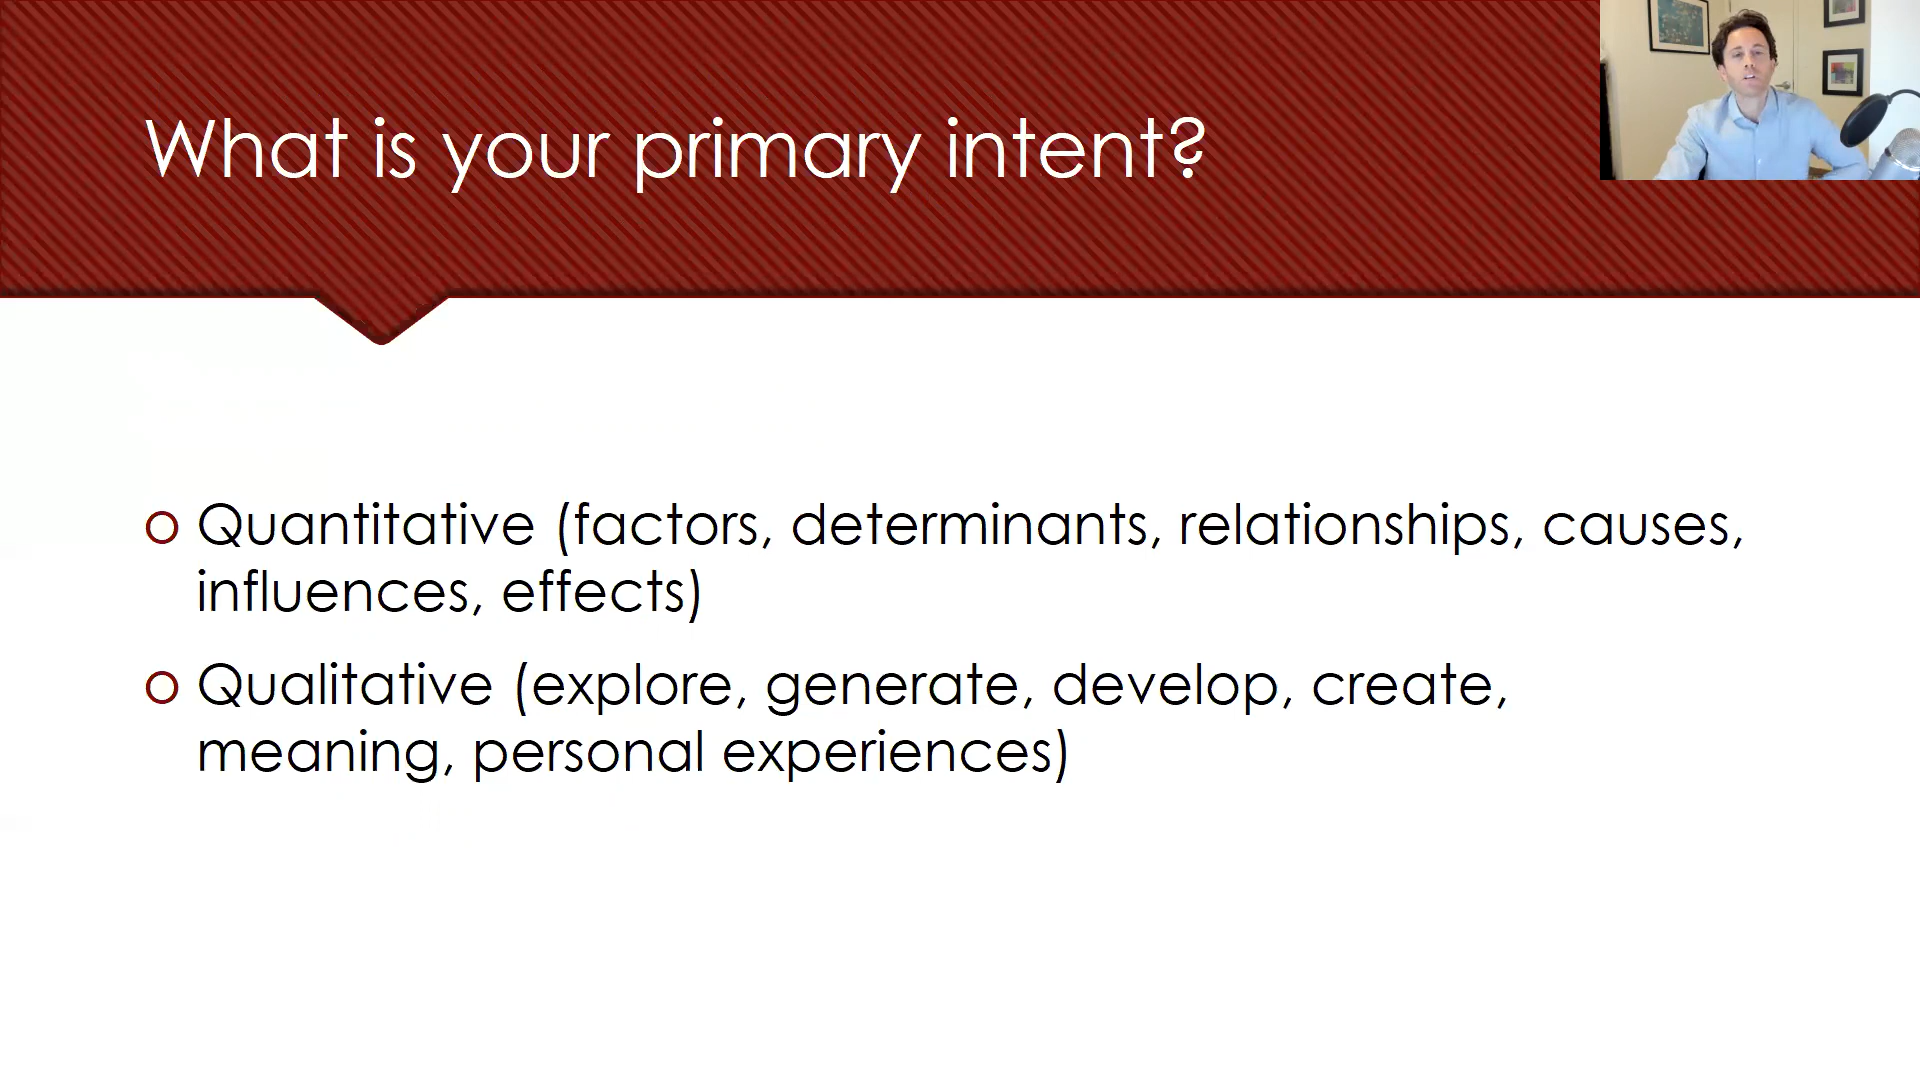 What is your primary intent?
Quantitative (factors, determinants, relationships, causes,
influences, effects)
Qualitative (explore, generate, develop, create,
meaning, personal experiences)